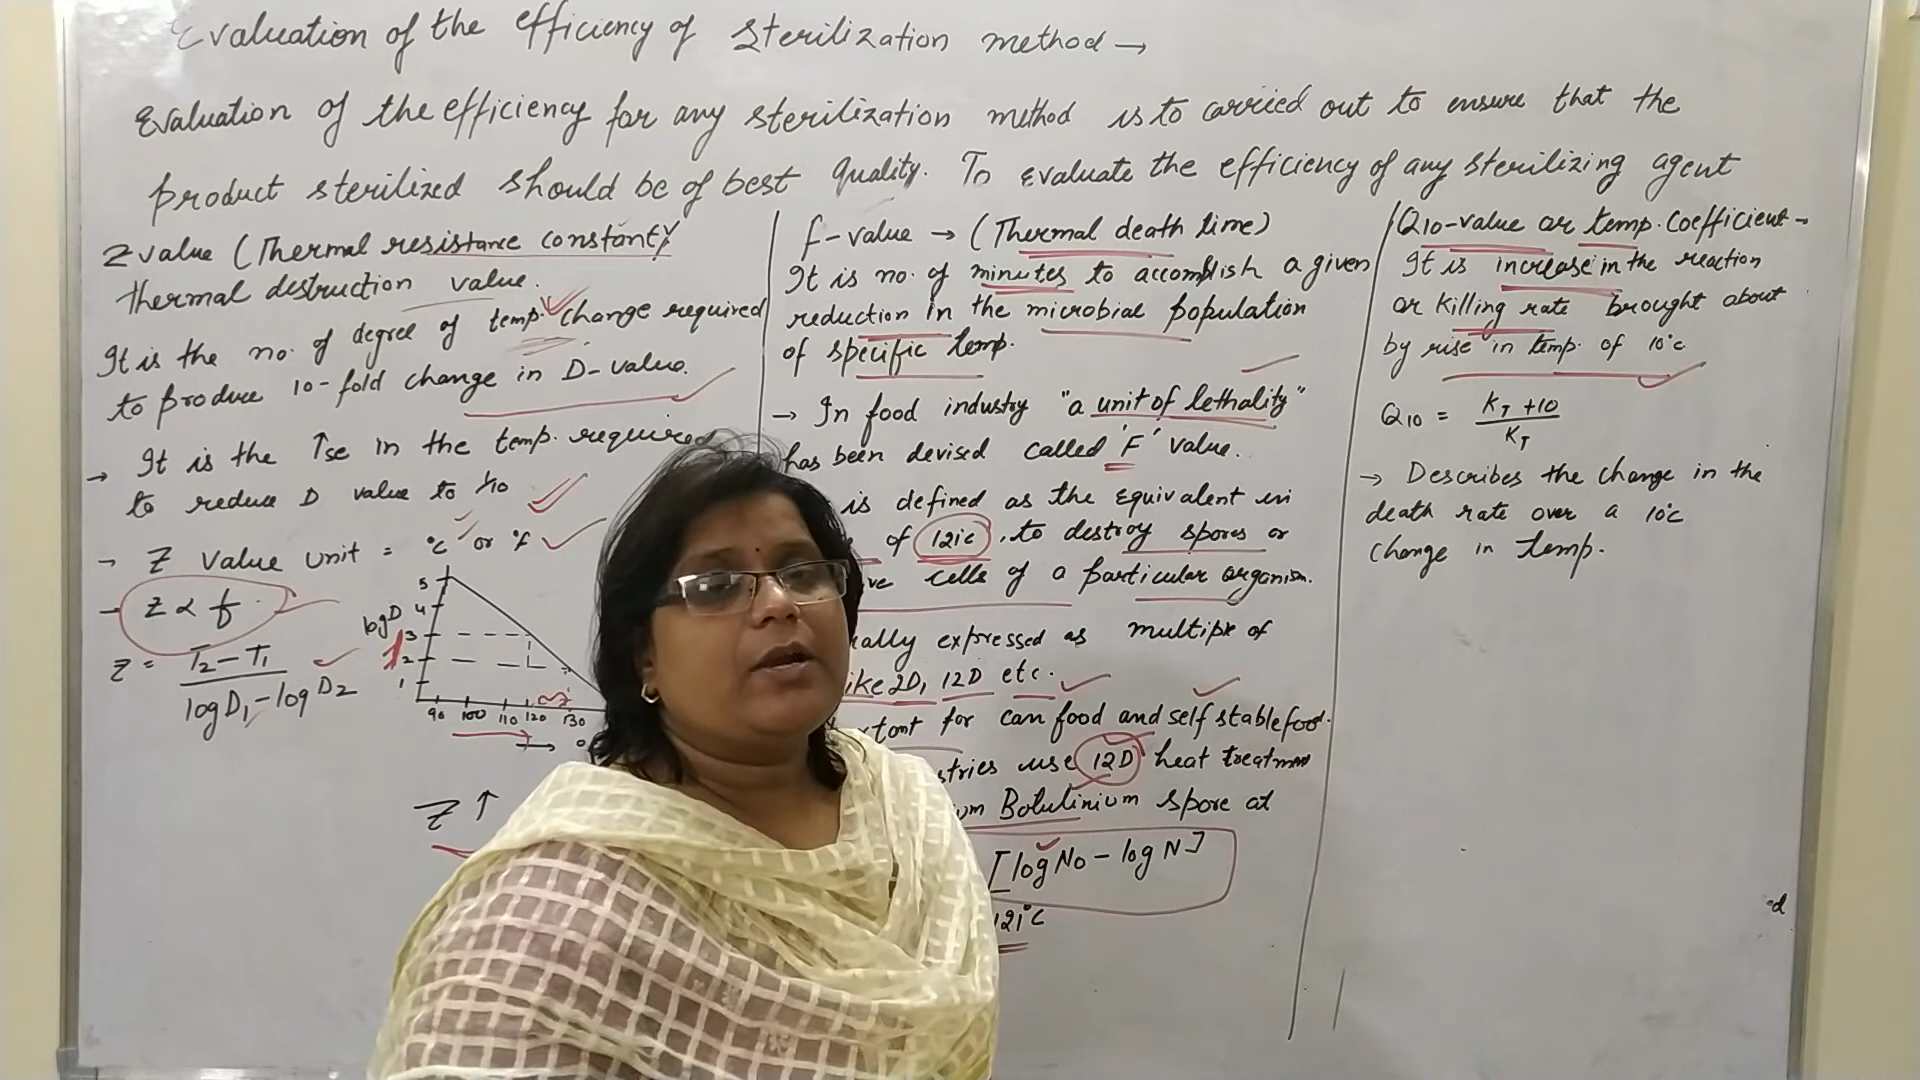 Evaluation of the efficiency of sterilization method →
Evaluation of the efficiency for any sterilization method is to carried out to ensure that the
product sterilized should be of best quality. To evaluate the efficiency of any sterilizing agent
Z value (Thermal resistance constant)/
thermal destruction value.
It is the no. of degree of temp. change required
to produce 10-fold change in D-value.
→ It is the ↑se in the temp. required
to reduce D value to 1/10
→ Z value unit = °c or °f
Z =
T2 - T1
log D1 - log D2
log D
5
4
3
2
1
90 100 110 120 130
Z ↑
f-value → (Thermal death time)
It is no. of minutes to accomplish a given
reduction in the microbial population
of specific temp.
→ In food industry "a unit of lethality"
has been devised called 'F' value.
is defined as the equivalent in
of 121°c, to destroy spores or
cells of a particular organism.
expressed as multiple of
2D, 12D etc.
for can food and self stable food.
use 12D heat treatment
Botulinium spore at
[log No - log N]
121°C
Q10-value or temp. Coefficient →
It is increase in the reaction
or killing rate brought about
by rise in temp. of 10°c
Q10 =
KT +10
KT
→ Describes the change in the
death rate over a 10°c
change in temp.